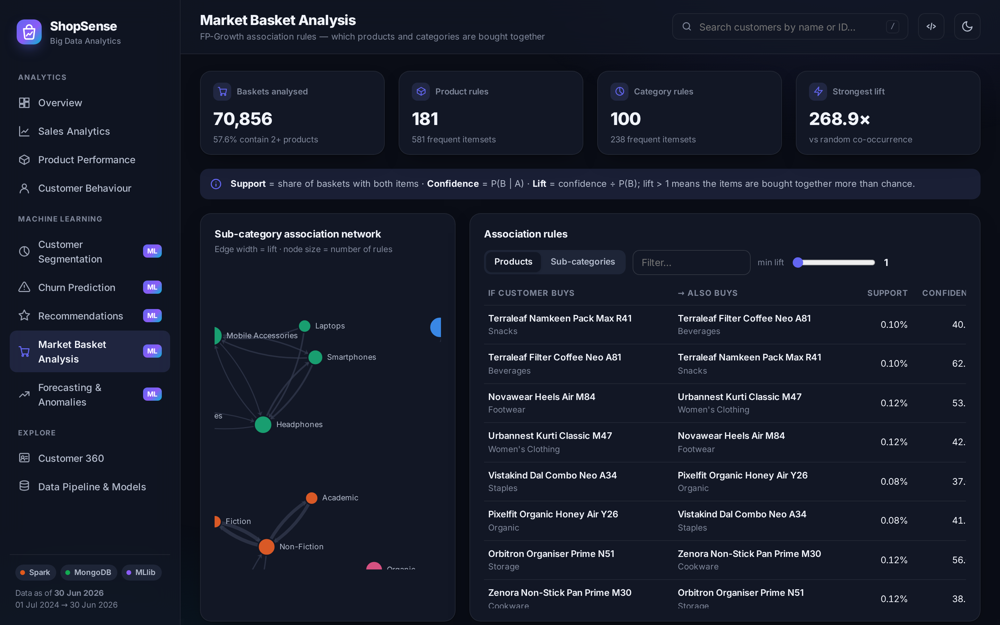 ShopSense
Big Data Analytics
ANALYTICS
Overview
Sales Analytics
Product Performance
Customer Behaviour
MACHINE LEARNING
Customer
Segmentation
ML
Churn Prediction
ML
Recommendations
ML
Market Basket
Analysis
ML
Forecasting &
Anomalies
ML
EXPLORE
Customer 360
Data Pipeline & Models
Spark
MongoDB
MLlib
Data as of 30 Jun 2026
01 Jul 2024 → 30 Jun 2026
Market Basket Analysis
FP-Growth association rules — which products and categories are bought together
Search customers by name or ID...
/
Baskets analysed
70,856
57.6% contain 2+ products
Product rules
181
581 frequent itemsets
Category rules
100
238 frequent itemsets
Strongest lift
268.9×
vs random co-occurrence
Support = share of baskets with both items · Confidence = P(B | A) · Lift = confidence ÷ P(B); lift > 1 means the items are bought together more than chance.
Sub-category association network
Edge width = lift · node size = number of rules
Laptops
Mobile Accessories
Smartphones
es
Headphones
Academic
Fiction
Non-Fiction
Organic
Association rules
Products
Sub-categories
Filter...
min lift
1
IF CUSTOMER BUYS → ALSO BUYS SUPPORT CONFIDEN
Terraleaf Namkeen Pack Max R41 Terraleaf Filter Coffee Neo A81 0.10% 40.
Snacks Beverages
Terraleaf Filter Coffee Neo A81 Terraleaf Namkeen Pack Max R41 0.10% 62.
Beverages Snacks
Novawear Heels Air M84 Urbannest Kurti Classic M47 0.12% 53.
Footwear Women's Clothing
Urbannest Kurti Classic M47 Novawear Heels Air M84 0.12% 42.
Women's Clothing Footwear
Vistakind Dal Combo Neo A34 Pixelfit Organic Honey Air Y26 0.08% 37.
Staples Organic
Pixelfit Organic Honey Air Y26 Vistakind Dal Combo Neo A34 0.08% 41.
Organic Staples
Orbitron Organiser Prime N51 Zenora Non-Stick Pan Prime M30 0.12% 56.
Storage Cookware
Zenora Non-Stick Pan Prime M30 Orbitron Organiser Prime N51 0.12% 38.
Cookware Storage